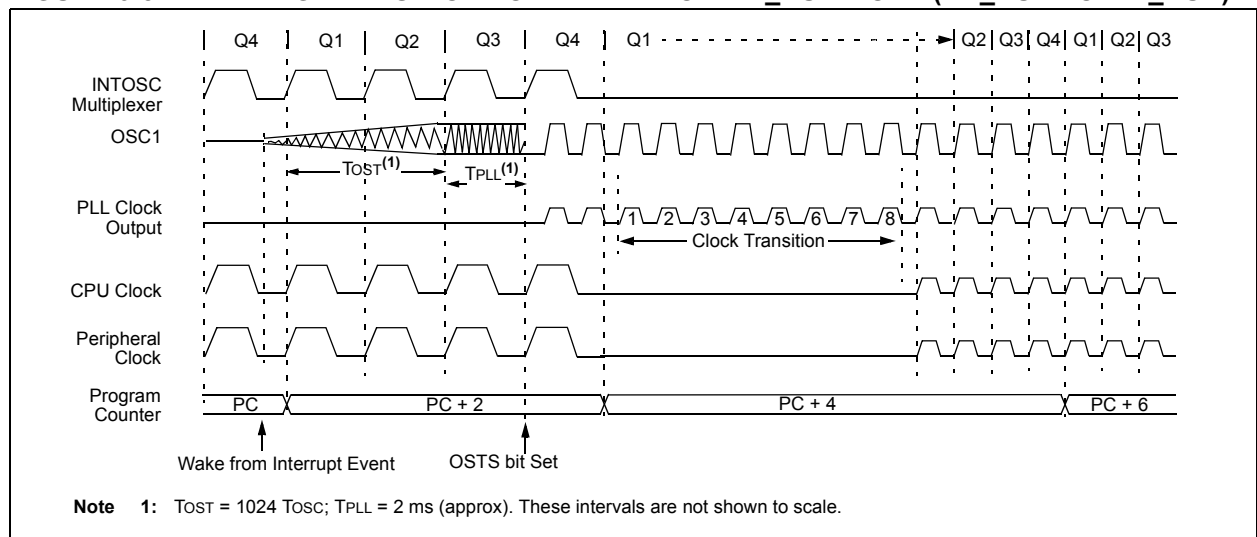 Q4 Q1 Q2 Q3 Q4 Q1 Q2 Q3 Q4 Q1 Q2 Q3
INTOSC
Multiplexer
OSC1
TOST(1)
TPLL(1)
PLL Clock
Output
1 2 3 4 5 6 7 8
Clock Transition
CPU Clock
Peripheral
Clock
Program
Counter
PC PC + 2 PC + 4 PC + 6
Wake from Interrupt Event OSTS bit Set
Note 1: TOST = 1024 TOSC; TPLL = 2 ms (approx). These intervals are not shown to scale.